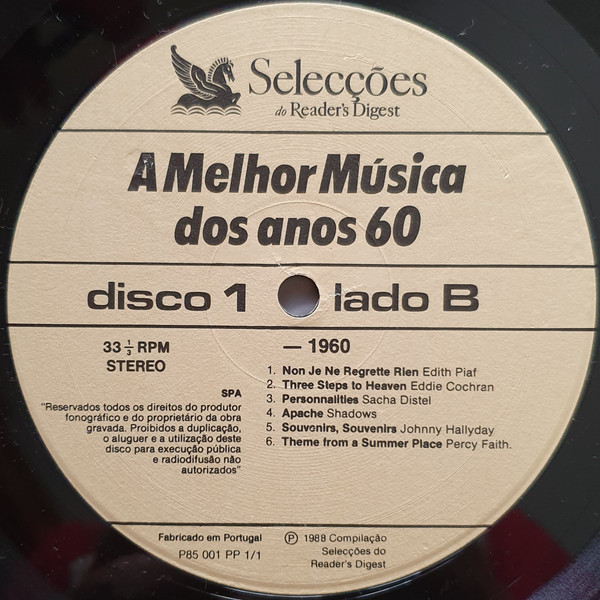 Selecções
do Reader's Digest
A Melhor Música
dos anos 60
disco 1 lado B
33 1/3 RPM
STEREO
— 1960
1. Non Je Ne Regrette Rien Edith Piaf
2. Three Steps to Heaven Eddie Cochran
3. Personnalities Sacha Distel
4. Apache Shadows
5. Souvenirs, Souvenirs Johnny Hallyday
6. Theme from a Summer Place Percy Faith.
SPA
"Reservados todos os direitos do produtor
fonográfico e do proprietário da obra
gravada. Proibidos a duplicação,
o aluguer e a utilização deste
disco para execução pública
e radiodifusão não
autorizados"
Fabricado em Portugal
P85 001 PP 1/1
Ⓟ 1988 Compilação
Selecções do
Reader's Digest